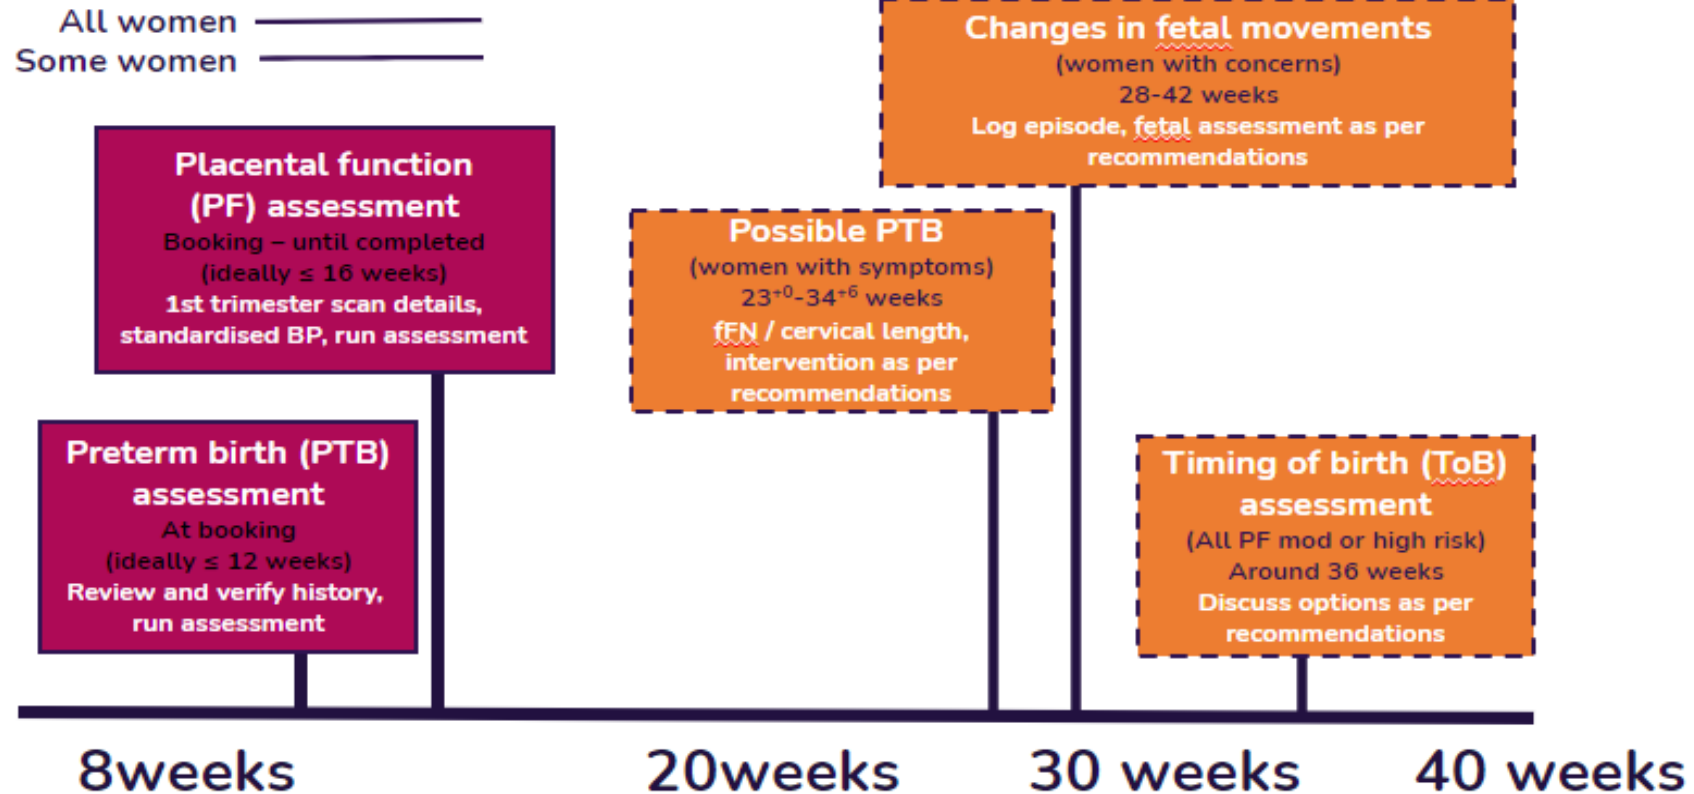 All women
Some women
Placental function
(PF) assessment
Booking – until completed
(ideally ≤ 16 weeks)
1st trimester scan details,
standardised BP, run assessment
Preterm birth (PTB)
assessment
At booking
(ideally ≤ 12 weeks)
Review and verify history,
run assessment
Changes in fetal movements
(women with concerns)
28-42 weeks
Log episode, fetal assessment as per
recommendations
Possible PTB
(women with symptoms)
23⁺⁰-34⁺⁶ weeks
fFN / cervical length,
intervention as per
recommendations
Timing of birth (ToB)
assessment
(All PF mod or high risk)
Around 36 weeks
Discuss options as per
recommendations
8weeks
20weeks
30 weeks
40 weeks